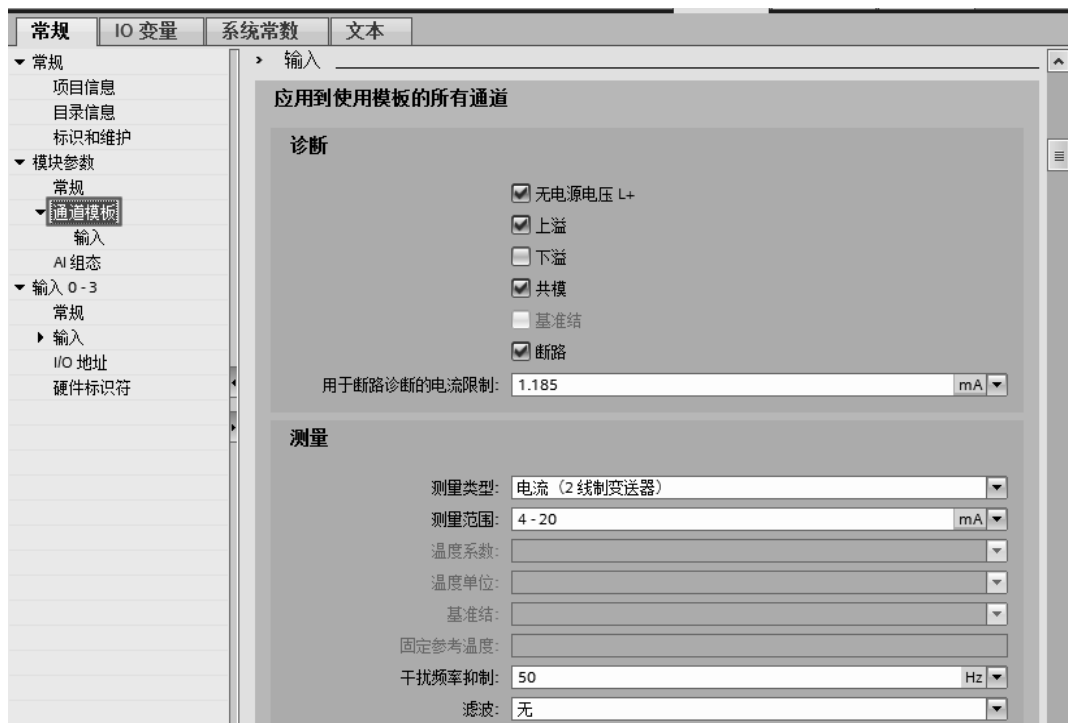 常规 IO 变量 系统常数 文本
常规
项目信息
目录信息
标识和维护
模块参数
常规
通道模板
输入
AI 组态
输入 0 - 3
常规
输入
I/O 地址
硬件标识符
输入
应用到使用模板的所有通道
诊断
无电源电压 L+
上溢
下溢
共模
基准结
断路
用于断路诊断的电流限制: 1.185 mA
测量
测量类型: 电流（2 线制变送器）
测量范围: 4 - 20 mA
温度系数:
温度单位:
基准结:
固定参考温度:
干扰频率抑制: 50 Hz
滤波: 无